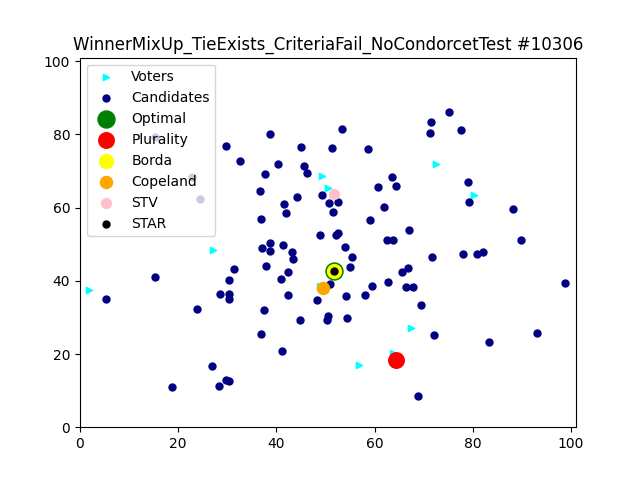 WinnerMixUp_TieExists_CriteriaFail_NoCondorcetTest #10306
100
80
60
40
20
0
Voters
Candidates
Optimal
Plurality
Borda
Copeland
STV
STAR
0 20 40 60 80 100